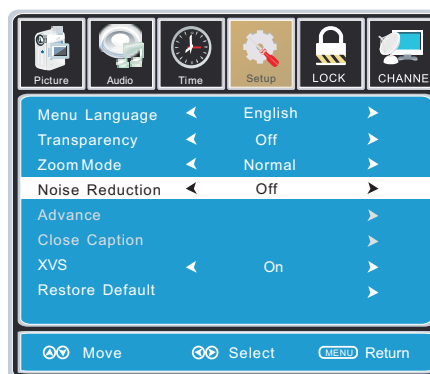 Picture Audio Time Setup LOCK CHANNE
Menu Language English
Transparency Off
Zoom Mode Normal
Noise Reduction Off
Advance
Close Caption
XVS On
Restore Default
Move Select MENU Return